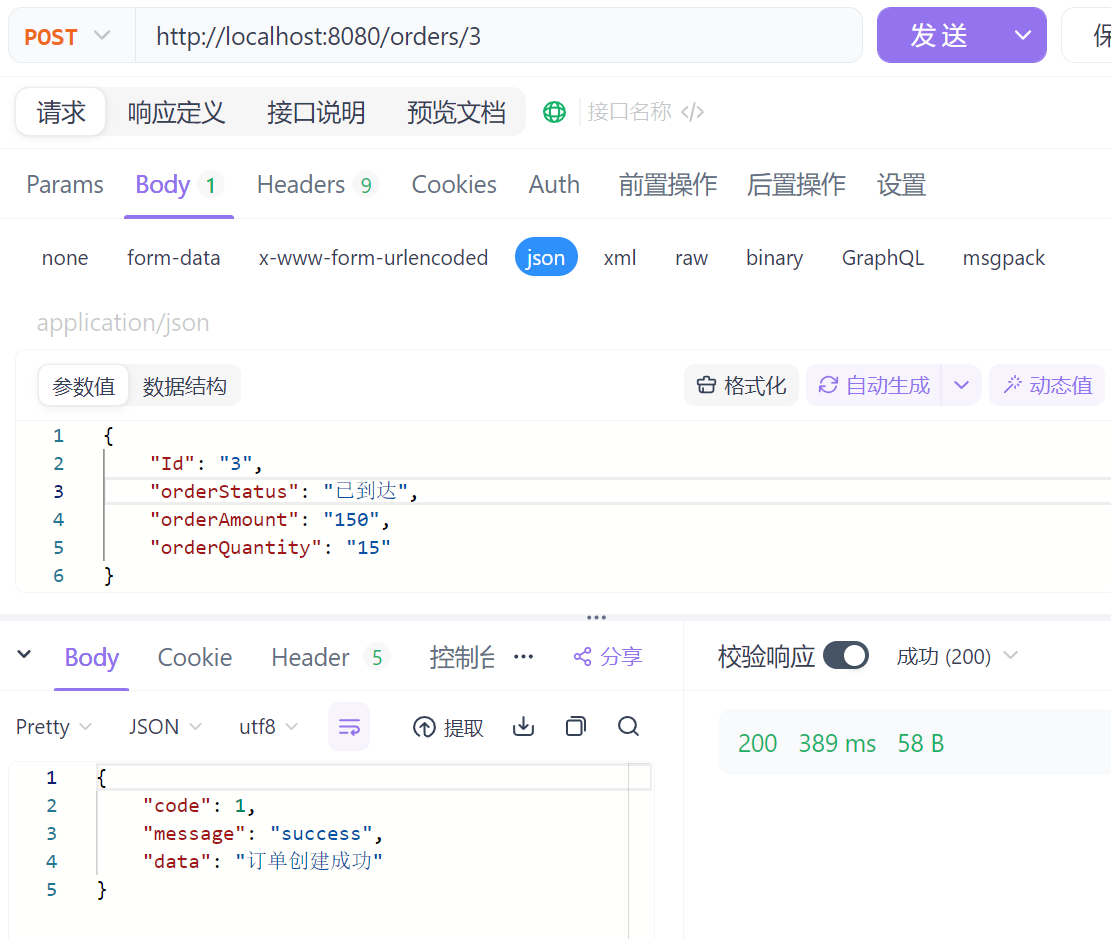 POST http://localhost:8080/orders/3 发送 保
请求 响应定义 接口说明 预览文档 接口名称 </>
Params Body 1 Headers 9 Cookies Auth 前置操作 后置操作 设置
none form-data x-www-form-urlencoded json xml raw binary GraphQL msgpack
application/json
参数值 数据结构 格式化 自动生成 动态值
1 {
2 "Id": "3",
3 "orderStatus": "已到达",
4 "orderAmount": "150",
5 "orderQuantity": "15"
6 }
Body Cookie Header 5 控制台 ••• 分享 校验响应 成功 (200)
Pretty JSON utf8 提取
200 389 ms 58 B
1 {
2 "code": 1,
3 "message": "success",
4 "data": "订单创建成功"
5 }